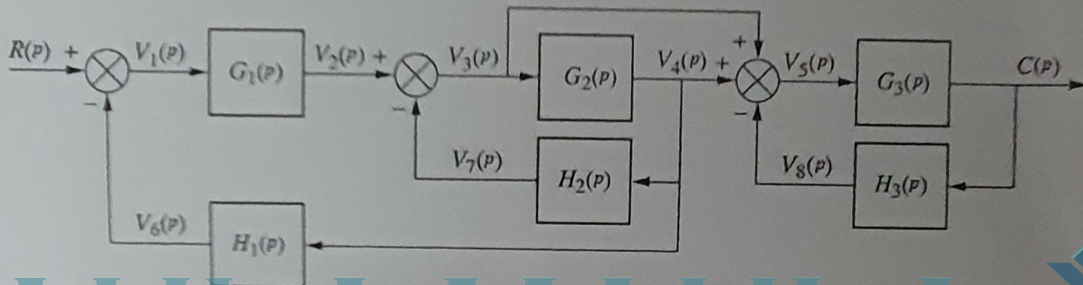 R(p) + V₁(p) G₁(p) V₂(p) + V₃(p) G₂(p) V₄(p) + + V₅(p) G₃(p) C(p)
− − −
V₇(p) H₂(p) V₈(p) H₃(p)
V₆(p) H₁(p)